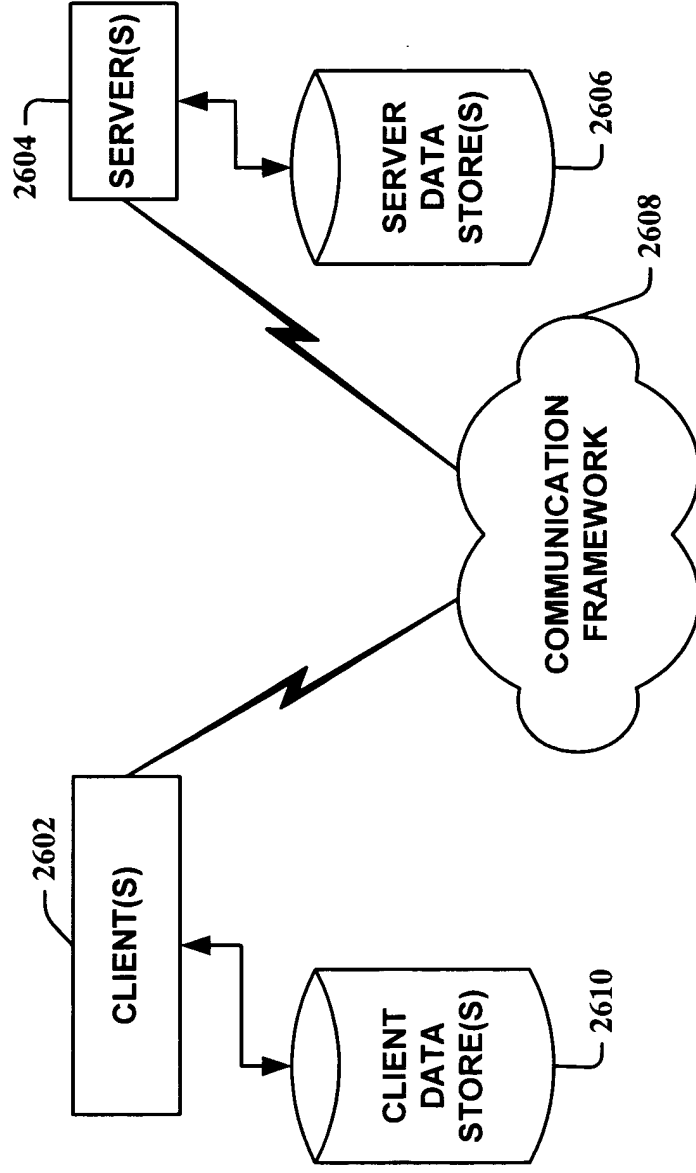 2602
CLIENT(S)
2604
SERVER(S)
CLIENT
DATA
STORE(S)
2610
SERVER
DATA
STORE(S)
2606
COMMUNICATION
FRAMEWORK
2608